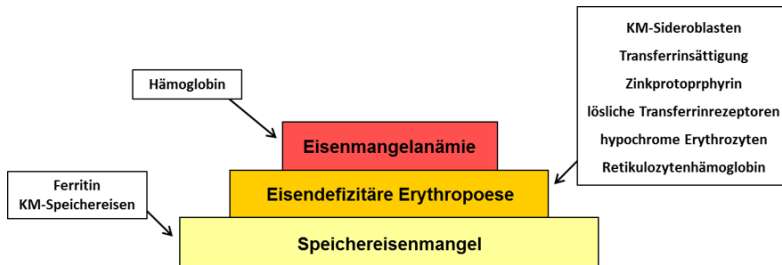 KM-Sideroblasten
Transferrinsättigung
Zinkprotoprphyrin
lösliche Transferrinrezeptoren
hypochrome Erythrozyten
Retikulozytenhämoglobin
Hämoglobin
Eisenmangelanämie
Ferritin
KM-Speichereisen
Eisendefizitäre Erythropoese
Speichereisenmangel